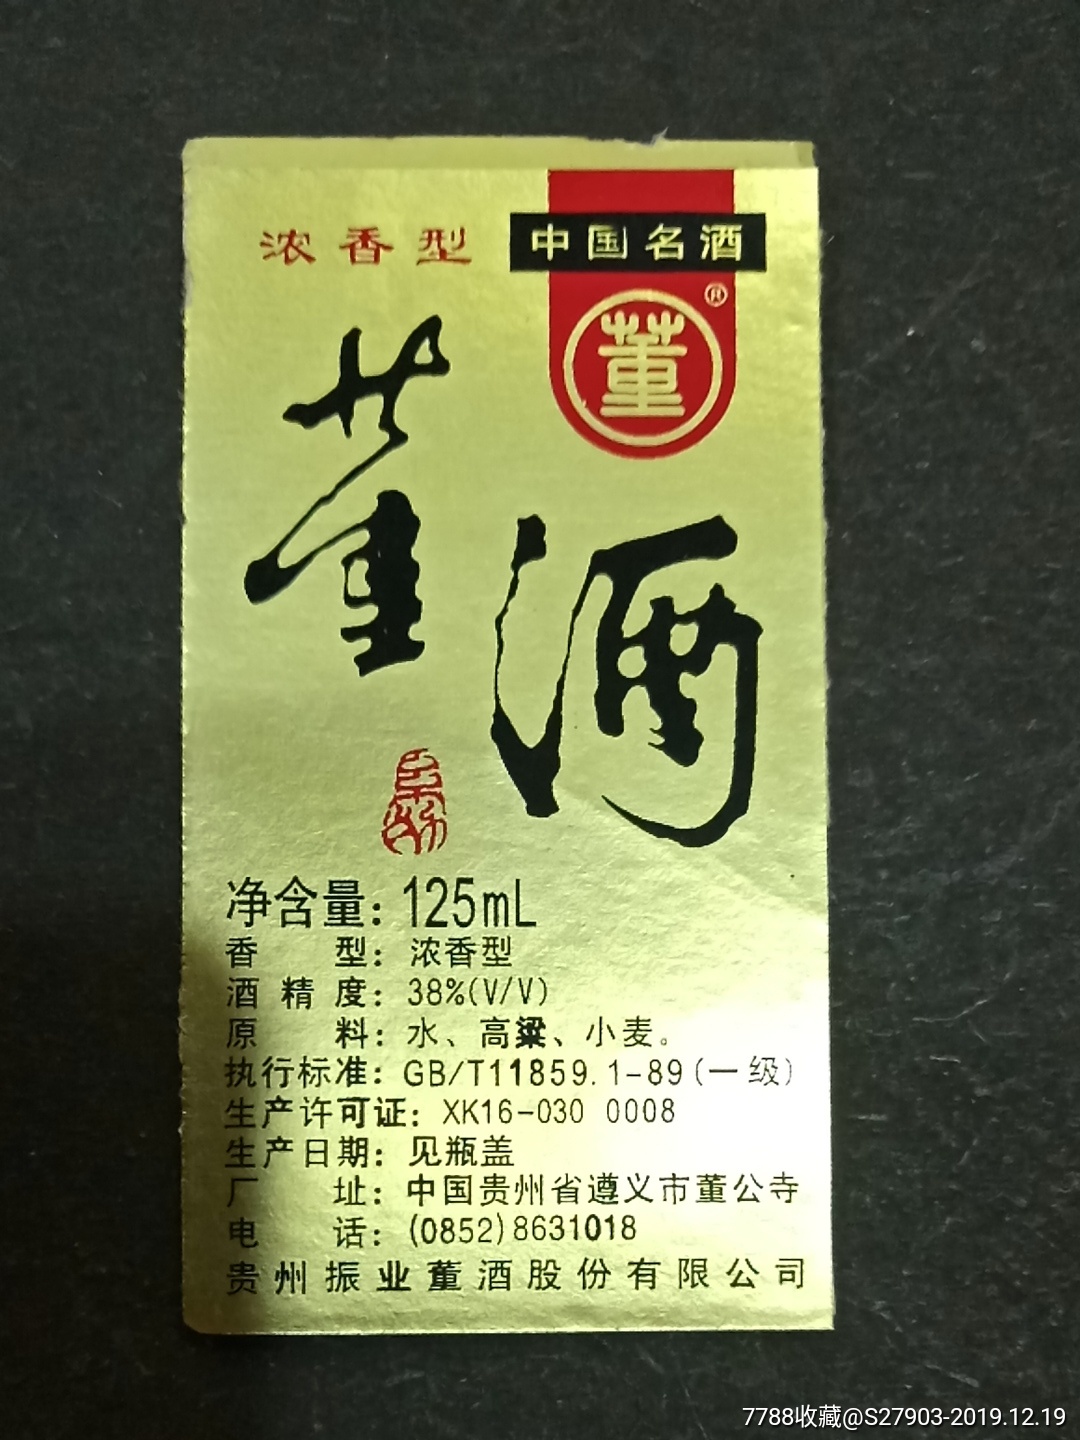 浓香型
中国名酒
董®
董酒
净含量：125mL
香型：浓香型
酒精度：38%(V/V)
原料：水、高粱、小麦。
执行标准：GB/T11859.1-89(一级)
生产许可证：XK16-030 0008
生产日期：见瓶盖
厂址：中国贵州省遵义市董公寺
电话：(0852)8631018
贵州振业董酒股份有限公司
7788收藏@S27903-2019.12.19